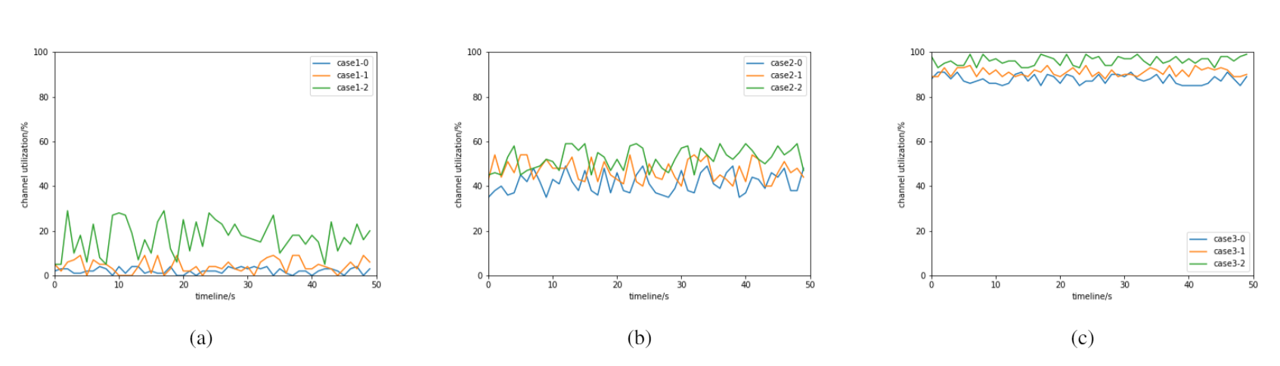 100
80
60
40
20
0
channel utilization/%
0 10 20 30 40 50
timeline/s
case1-0
case1-1
case1-2
(a)
100
80
60
40
20
0
channel utilization/%
0 10 20 30 40 50
timeline/s
case2-0
case2-1
case2-2
(b)
100
80
60
40
20
0
channel utilization/%
0 10 20 30 40 50
timeline/s
case3-0
case3-1
case3-2
(c)